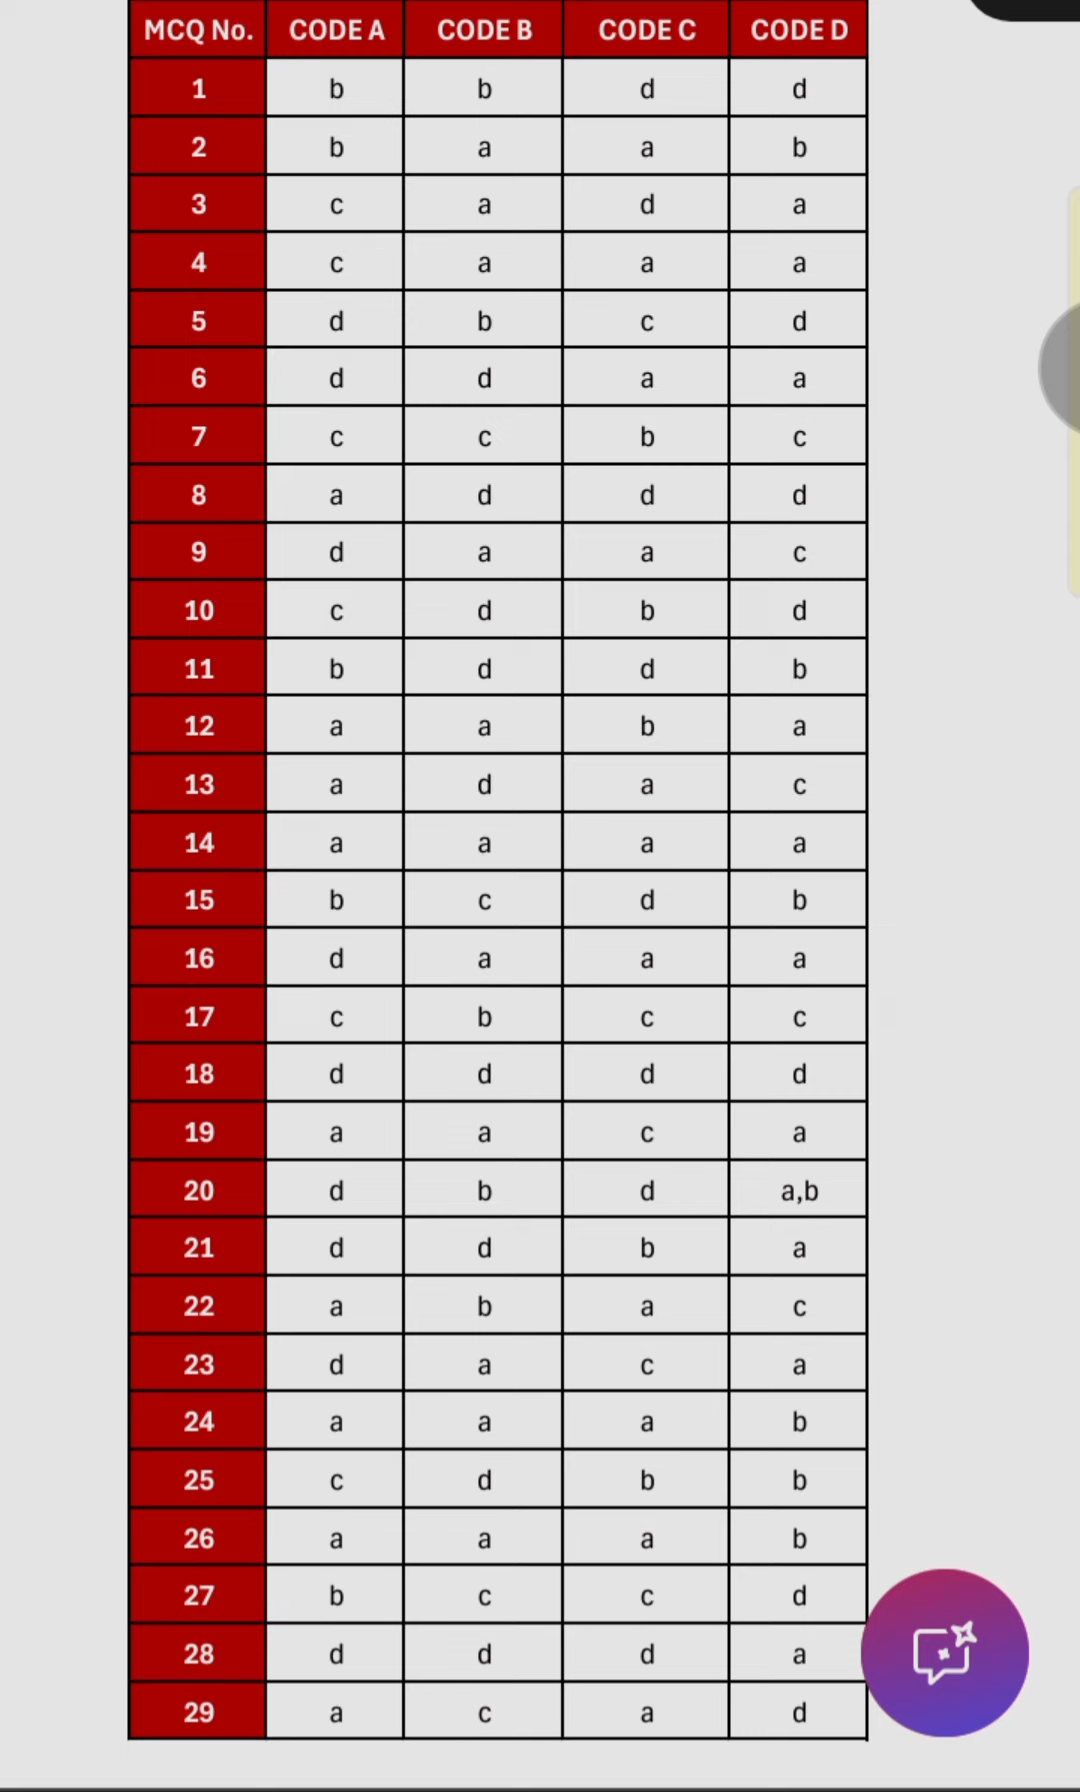 MCQ No. CODE A CODE B CODE C CODE D
1 b b d d
2 b a a b
3 c a d a
4 c a a a
5 d b c d
6 d d a a
7 c c b c
8 a d d d
9 d a a c
10 c d b d
11 b d d b
12 a a b a
13 a d a c
14 a a a a
15 b c d b
16 d a a a
17 c b c c
18 d d d d
19 a a c a
20 d b d a,b
21 d d b a
22 a b a c
23 d a c a
24 a a a b
25 c d b b
26 a a a b
27 b c c d
28 d d d a
29 a c a d